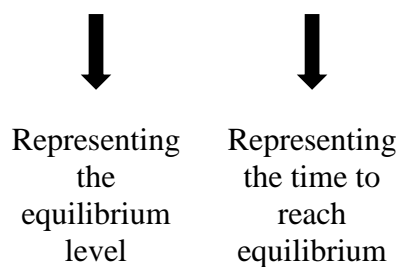 Representing
the
equilibrium
level
Representing
the time to
reach
equilibrium